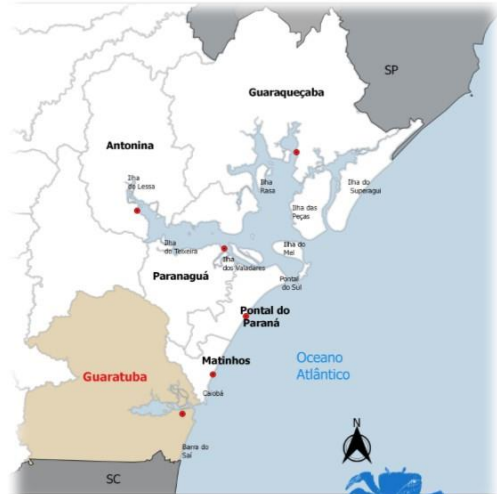 SP
Guaraqueçaba
Antonina
Ilha
da Lessa
Ilha
Rasa
Ilha do
Superagui
Ilha das
Peças
Ilha
do Teixeira
Ilha do
Mel
Ilha
dos Valadares
Paranaguá
Pontal
do Sul
Pontal do
Paraná
Matinhos
Oceano
Atlântico
Guaratuba
Caiobá
N
Barra do
Saí
SC